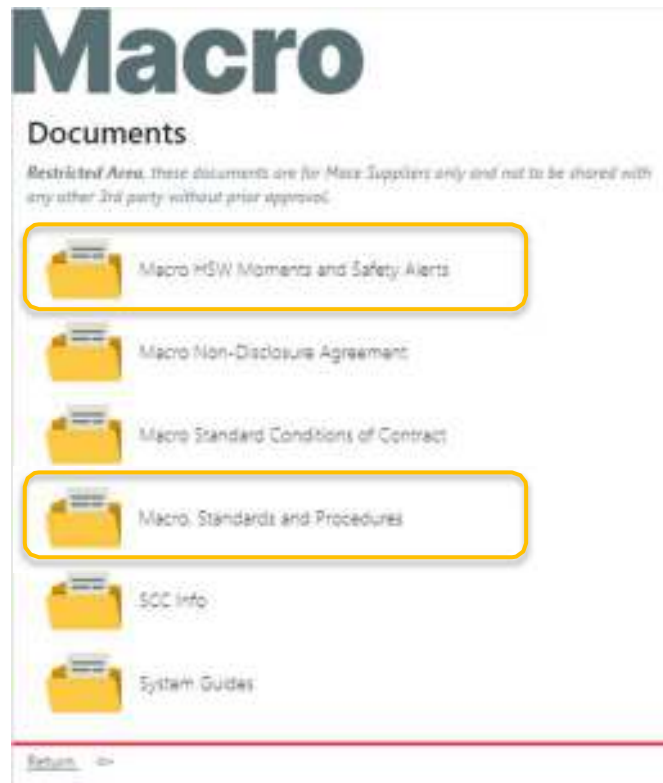 Macro
Documents
Restricted Area, these documents are for Mace Suppliers only and not to be shared with
any other 3rd party without prior approval.
Macro HSW Moments and Safety Alerts
Macro Non-Disclosure Agreement
Macro Standard Conditions of Contract
Macro, Standards and Procedures
SCC Info
System Guides
Return